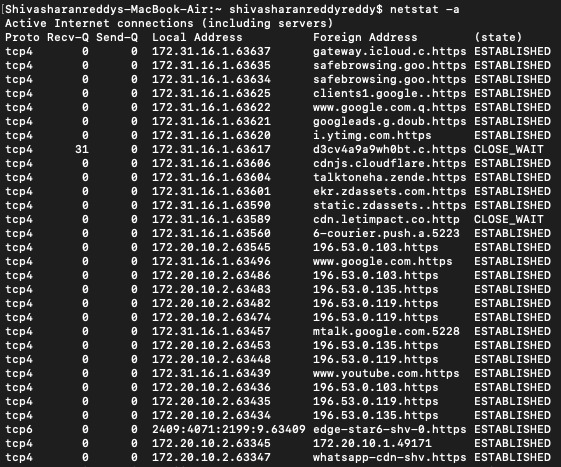 Shivasharanreddys-MacBook-Air:~ shivasharanreddyreddy$ netstat -a
Active Internet connections (including servers)
Proto Recv-Q Send-Q  Local Address          Foreign Address        (state)
tcp4       0      0  172.31.16.1.63637      gateway.icloud.c.https ESTABLISHED
tcp4       0      0  172.31.16.1.63635      safebrowsing.goo.https ESTABLISHED
tcp4       0      0  172.31.16.1.63634      safebrowsing.goo.https ESTABLISHED
tcp4       0      0  172.31.16.1.63625      clients1.google..https ESTABLISHED
tcp4       0      0  172.31.16.1.63622      www.google.com.q.https ESTABLISHED
tcp4       0      0  172.31.16.1.63621      googleads.g.doub.https ESTABLISHED
tcp4       0      0  172.31.16.1.63620      i.ytimg.com.https      ESTABLISHED
tcp4      31      0  172.31.16.1.63617      d3cv4a9a9wh0bt.c.https CLOSE_WAIT
tcp4       0      0  172.31.16.1.63606      cdnjs.cloudflare.https ESTABLISHED
tcp4       0      0  172.31.16.1.63604      talktoneha.zende.https ESTABLISHED
tcp4       0      0  172.31.16.1.63601      ekr.zdassets.com.https ESTABLISHED
tcp4       0      0  172.31.16.1.63590      static.zdassets..https ESTABLISHED
tcp4       0      0  172.31.16.1.63589      cdn.letimpact.co.http  CLOSE_WAIT
tcp4       0      0  172.31.16.1.63560      6-courier.push.a.5223  ESTABLISHED
tcp4       0      0  172.20.10.2.63545      196.53.0.103.https     ESTABLISHED
tcp4       0      0  172.31.16.1.63496      www.google.com.https   ESTABLISHED
tcp4       0      0  172.20.10.2.63486      196.53.0.103.https     ESTABLISHED
tcp4       0      0  172.20.10.2.63483      196.53.0.135.https     ESTABLISHED
tcp4       0      0  172.20.10.2.63482      196.53.0.119.https     ESTABLISHED
tcp4       0      0  172.20.10.2.63474      196.53.0.119.https     ESTABLISHED
tcp4       0      0  172.31.16.1.63457      mtalk.google.com.5228  ESTABLISHED
tcp4       0      0  172.20.10.2.63453      196.53.0.135.https     ESTABLISHED
tcp4       0      0  172.20.10.2.63448      196.53.0.119.https     ESTABLISHED
tcp4       0      0  172.31.16.1.63439      www.youtube.com.https  ESTABLISHED
tcp4       0      0  172.20.10.2.63436      196.53.0.103.https     ESTABLISHED
tcp4       0      0  172.20.10.2.63435      196.53.0.119.https     ESTABLISHED
tcp4       0      0  172.20.10.2.63434      196.53.0.135.https     ESTABLISHED
tcp6       0      0  2409:4071:2199:9.63409 edge-star6-shv-0.https ESTABLISHED
tcp4       0      0  172.20.10.2.63345      172.20.10.1.49171      ESTABLISHED
tcp4       0      0  172.20.10.2.63347      whatsapp-cdn-shv.https ESTABLISHED